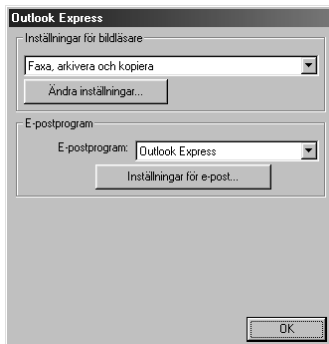 Outlook Express
Inställningar för bildläsare
Faxa, arkivera och kopiera
Ändra inställningar...
E-postprogram
E-postprogram: Outlook Express
Inställningar för e-post...
OK